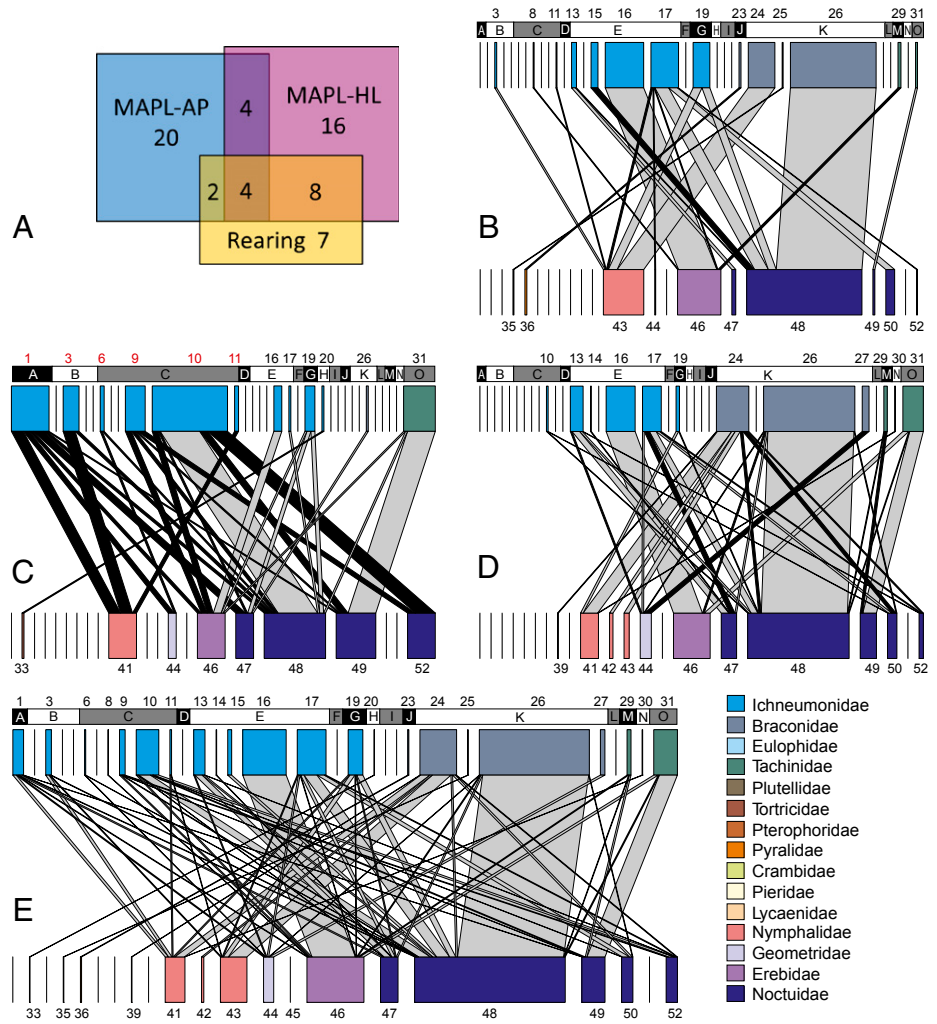 MAPL-AP
20
4
MAPL-HL
16
2
4
8
Rearing 7
A
3 8 11 13 15 16 17 19 23 24 26 29 31
A B C D E F G H I J K L M N O
B
35 36 43 44 46 47 48 49 50 52
1 3 6 9 10 11 16 17 19 20 26 31
A B C D E F G H I J K L M N O
C
33 41 44 46 47 48 49 52
10 13 14 16 17 19 24 26 27 29 30 31
A B C D E F G H I J K L M N O
D
39 41 42 43 44 46 47 48 49 50 52
1 3 6 8 9 10 11 13 14 15 16 17 19 20 23 24 25 26 27 29 30 31
A B C D E F G H I J K L M N O
E
33 35 36 39 41 42 43 44 45 46 47 48 49 50 52
Ichneumonidae
Braconidae
Eulophidae
Tachinidae
Plutellidae
Tortricidae
Pterophoridae
Pyralidae
Crambidae
Pieridae
Lycaenidae
Nymphalidae
Geometridae
Erebidae
Noctuidae